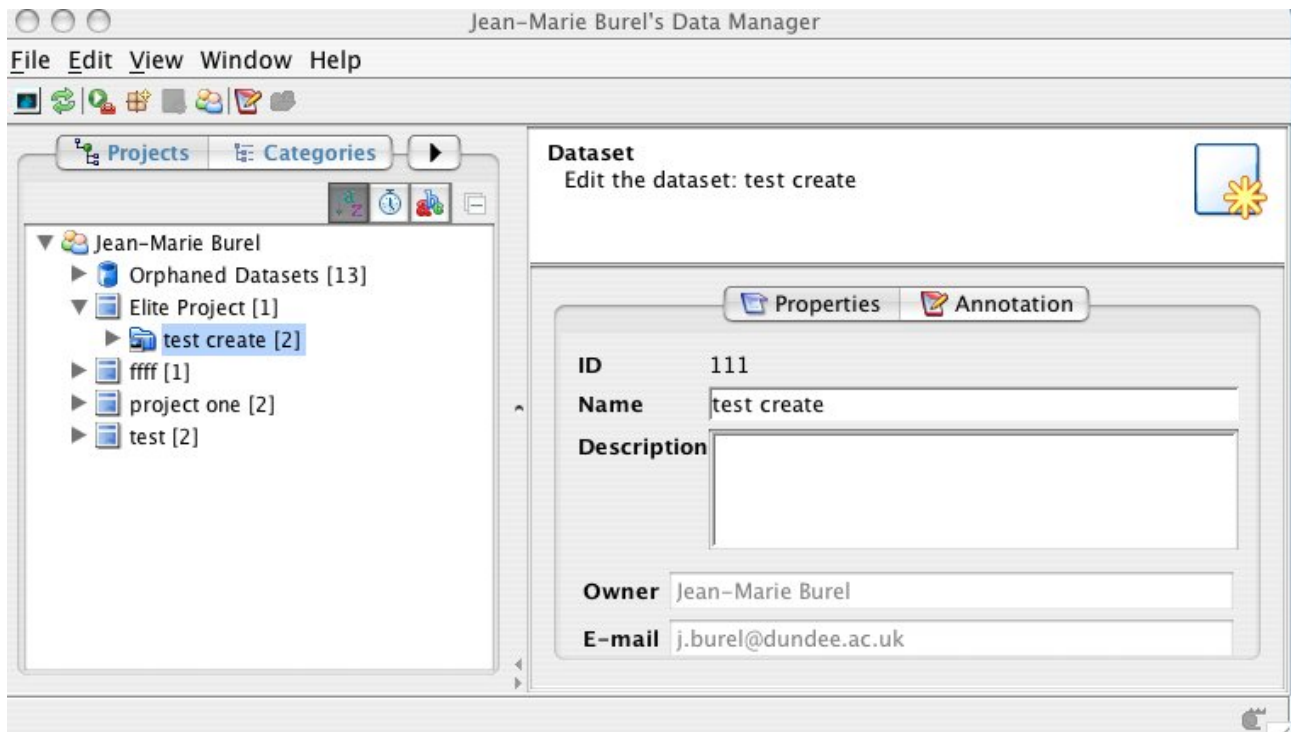 Jean-Marie Burel's Data Manager
File Edit View Window Help
Projects Categories
Jean-Marie Burel
Orphaned Datasets [13]
Elite Project [1]
test create [2]
ffff [1]
project one [2]
test [2]
Dataset
Edit the dataset: test create
Properties Annotation
ID 111
Name test create
Description
Owner Jean-Marie Burel
E-mail j.burel@dundee.ac.uk